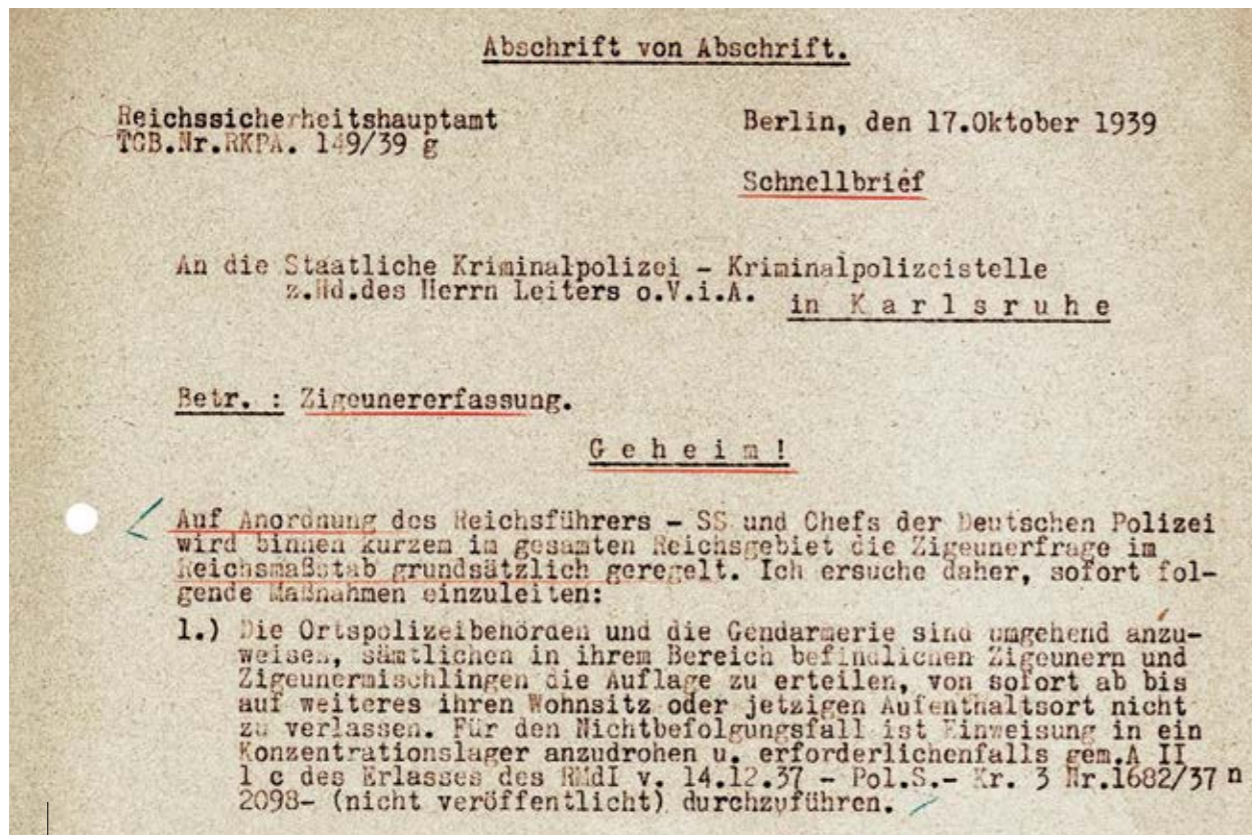 Abschrift von Abschrift.
Reichssicherheitshauptamt
TGB.Nr.RKPA. 149/39 g
Berlin, den 17.Oktober 1939
Schnellbrief
An die Staatliche Kriminalpolizei - Kriminalpolizeistelle
z.Hd.des Herrn Leiters o.V.i.A.
in Karlsruhe
Betr. : Zigeunererfassung.
Geheim!
Auf Anordnung des Reichsführers - SS und Chefs der Deutschen Polizei
wird binnen kurzem im gesamten Reichsgebiet die Zigeunerfrage im
Reichsmaßstab grundsätzlich geregelt. Ich ersuche daher, sofort fol-
gende Maßnahmen einzuleiten:
1.) Die Ortspolizeibehörden und die Gendarmerie sind umgehend anzu-
weisen, sämtlichen in ihrem Bereich befindlichen Zigeunern und
Zigeunermischlingen die Auflage zu erteilen, von sofort ab bis
auf weiteres ihren Wohnsitz oder jetzigen Aufenthaltsort nicht
zu verlassen. Für den Nichtbefolgungsfall ist Einweisung in ein
Konzentrationslager anzudrohen u. erforderlichenfalls gem.A II
1 c des Erlasses des RMdI v. 14.12.37 - Pol.S.- Kr. 3 Nr.1682/37 n
2098- (nicht veröffentlicht) durchzuführen.